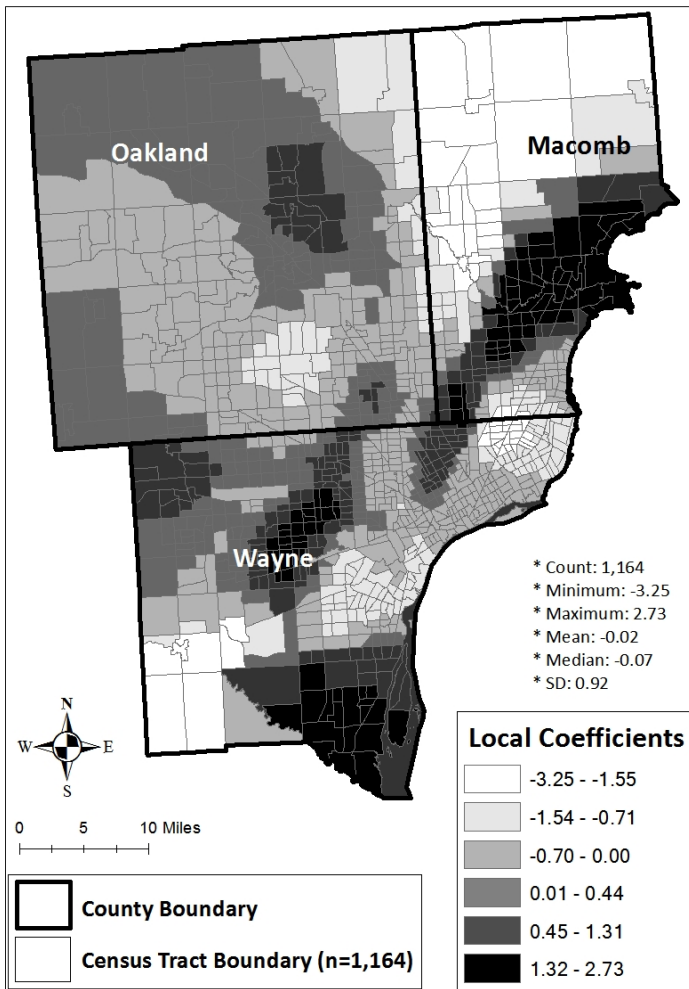 Oakland
Macomb
Wayne
* Count: 1,164
* Minimum: -3.25
* Maximum: 2.73
* Mean: -0.02
* Median: -0.07
* SD: 0.92
N
W E
S
0 5 10 Miles
County Boundary
Census Tract Boundary (n=1,164)
Local Coefficients
-3.25 - -1.55
-1.54 - -0.71
-0.70 - 0.00
0.01 - 0.44
0.45 - 1.31
1.32 - 2.73